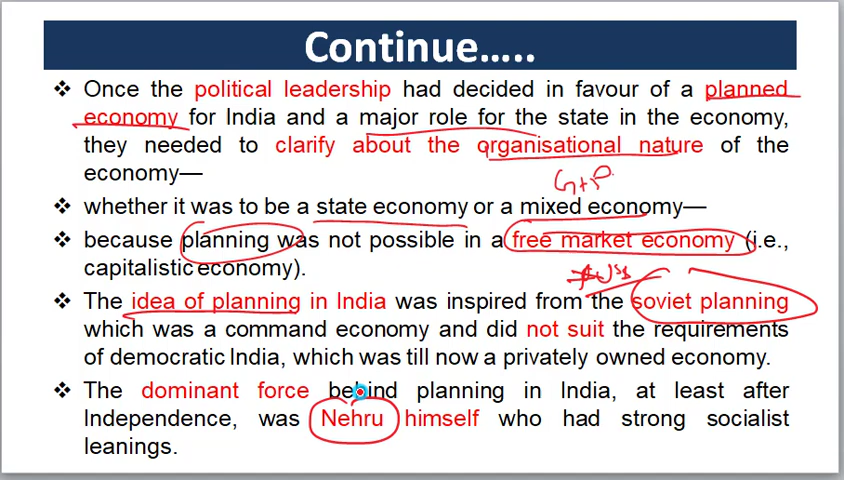 Continue…..
❖ Once the political leadership had decided in favour of a planned
economy for India and a major role for the state in the economy,
they needed to clarify about the organisational nature of the
economy—
G+P
❖ whether it was to be a state economy or a mixed economy—
❖ because planning was not possible in a free market economy (i.e.,
capitalistic economy).
❖ The idea of planning in India was inspired from the soviet planning
which was a command economy and did not suit the requirements
of democratic India, which was till now a privately owned economy.
❖ The dominant force behind planning in India, at least after
Independence, was Nehru himself who had strong socialist
leanings.